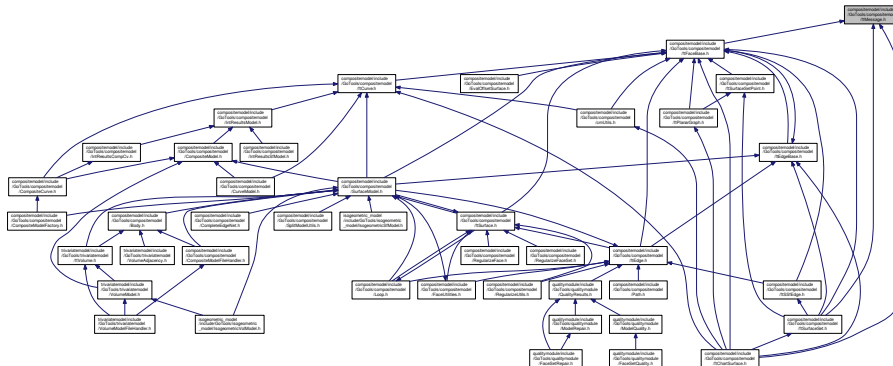 compositemodel/include
/GoTools/compositemodel
/ftMessage.h
compositemodel/include
/GoTools/compositemodel
/ftFaceBase.h
compositemodel/include
/GoTools/compositemodel
/ftCurve.h
compositemodel/include
/GoTools/compositemodel
/EvalOffsetSurface.h
compositemodel/include
/GoTools/compositemodel
/ftSurfaceSetPoint.h
compositemodel/include
/GoTools/compositemodel
/IntResultsModel.h
compositemodel/include
/GoTools/compositemodel
/cmUtils.h
compositemodel/include
/GoTools/compositemodel
/ftPlanarGraph.h
compositemodel/include
/GoTools/compositemodel
/IntResultsCompCv.h
compositemodel/include
/GoTools/compositemodel
/CompositeModel.h
compositemodel/include
/GoTools/compositemodel
/IntResultsSfModel.h
compositemodel/include
/GoTools/compositemodel
/ftEdgeBase.h
compositemodel/include
/GoTools/compositemodel
/CompositeCurve.h
compositemodel/include
/GoTools/compositemodel
/CurveModel.h
compositemodel/include
/GoTools/compositemodel
/SurfaceModel.h
compositemodel/include
/GoTools/compositemodel
/CompositeModelFactory.h
compositemodel/include
/GoTools/compositemodel
/Body.h
compositemodel/include
/GoTools/compositemodel
/CompleteEdgeNet.h
compositemodel/include
/GoTools/compositemodel
/SplitModelUtils.h
isogeometric_model
/include/GoTools/isogeometric
_model/IsogeometricSfModel.h
compositemodel/include
/GoTools/compositemodel
/ftSurface.h
trivariatemodel/include
/GoTools/trivariatemodel
/ftVolume.h
trivariatemodel/include
/GoTools/trivariatemodel
/VolumeAdjacency.h
compositemodel/include
/GoTools/compositemodel
/CompositeModelFileHandler.h
compositemodel/include
/GoTools/compositemodel
/RegularizeFace.h
compositemodel/include
/GoTools/compositemodel
/RegularizeFaceSet.h
compositemodel/include
/GoTools/compositemodel
/ftEdge.h
trivariatemodel/include
/GoTools/trivariatemodel
/VolumeModel.h
compositemodel/include
/GoTools/compositemodel
/Loop.h
compositemodel/include
/GoTools/compositemodel
/FaceUtilities.h
compositemodel/include
/GoTools/compositemodel
/RegularizeUtils.h
qualitymodule/include
/GoTools/qualitymodule
/QualityResults.h
compositemodel/include
/GoTools/compositemodel
/Path.h
compositemodel/include
/GoTools/compositemodel
/ftSSfEdge.h
trivariatemodel/include
/GoTools/trivariatemodel
/VolumeModelFileHandler.h
isogeometric_model
/include/GoTools/isogeometric
_model/IsogeometricVolModel.h
qualitymodule/include
/GoTools/qualitymodule
/ModelRepair.h
qualitymodule/include
/GoTools/qualitymodule
/ModelQuality.h
compositemodel/include
/GoTools/compositemodel
/ftSurfaceSet.h
qualitymodule/include
/GoTools/qualitymodule
/FaceSetRepair.h
qualitymodule/include
/GoTools/qualitymodule
/FaceSetQuality.h
compositemodel/include
/GoTools/compositemodel
/ftChartSurface.h